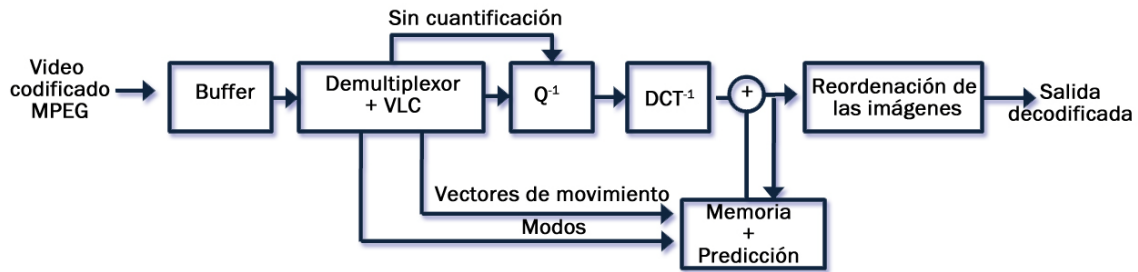 Sin cuantificación
Video
codificado
MPEG
Buffer
Demultiplexor
+ VLC
Q-1
DCT-1
+
Reordenación de
las imágenes
Salida
decodificada
Vectores de movimiento
Modos
Memoria
+
Predicción